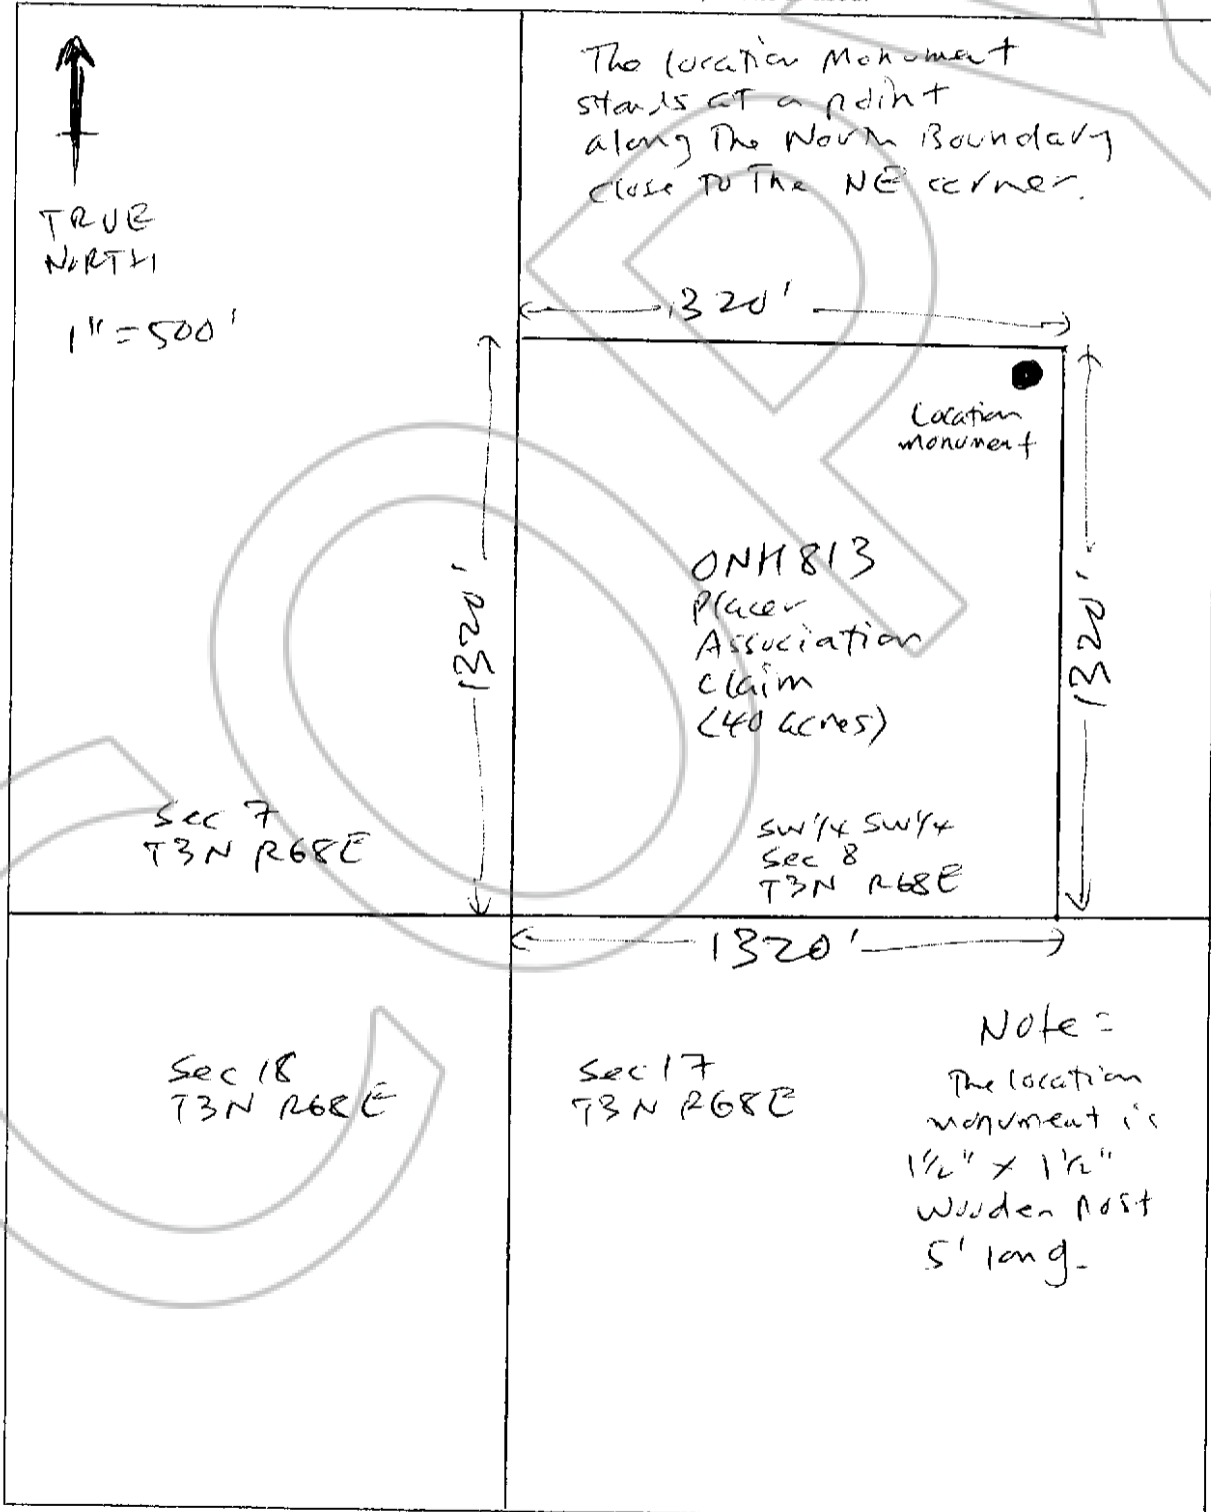 The Location Monument
stands at a point
along The North Boundary
close to The NE corner.
TRUE
NORTH
1" = 500'
1320'
Location
monument
1320'
1320'
ONH 813
Placer
Association
Claim
(40 acres)
Sec 7
T3N R68E
SW1/4 SW1/4
Sec 8
T3N R68E
1320'
Sec 18
T3N R68E
Sec 17
T3N R68E
Note =
The location
monument is
1 1/2" x 1 1/2"
Wooden post
5' long.
COPY